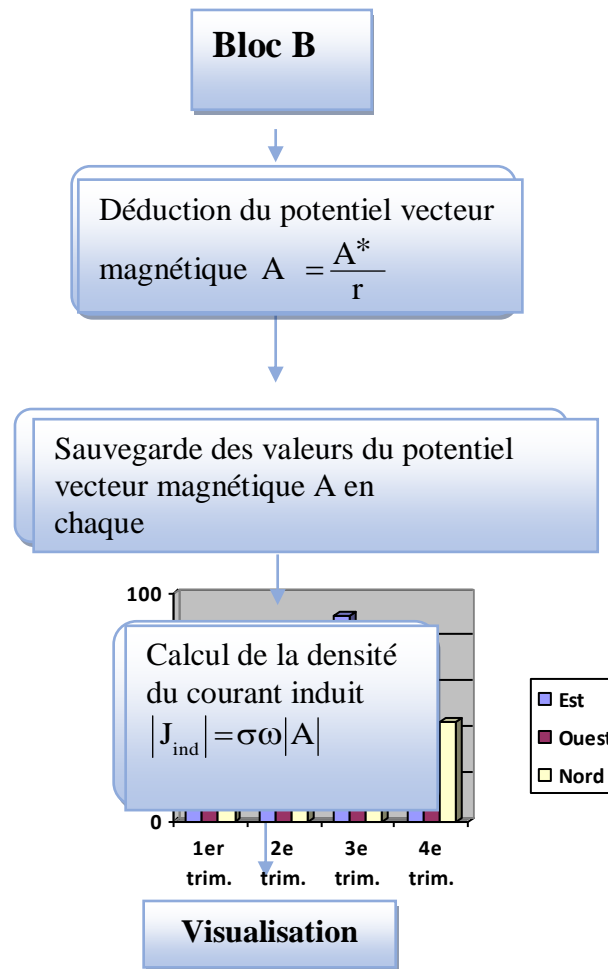 Bloc B
Déduction du potentiel vecteur
magnétique A = A*/r
Sauvegarde des valeurs du potentiel
vecteur magnétique A en
chaque
100
Calcul de la densité
du courant induit
|J_ind| = σω|A|
Est
Ouest
Nord
0
1er 2e 3e 4e
trim. trim. trim. trim.
Visualisation